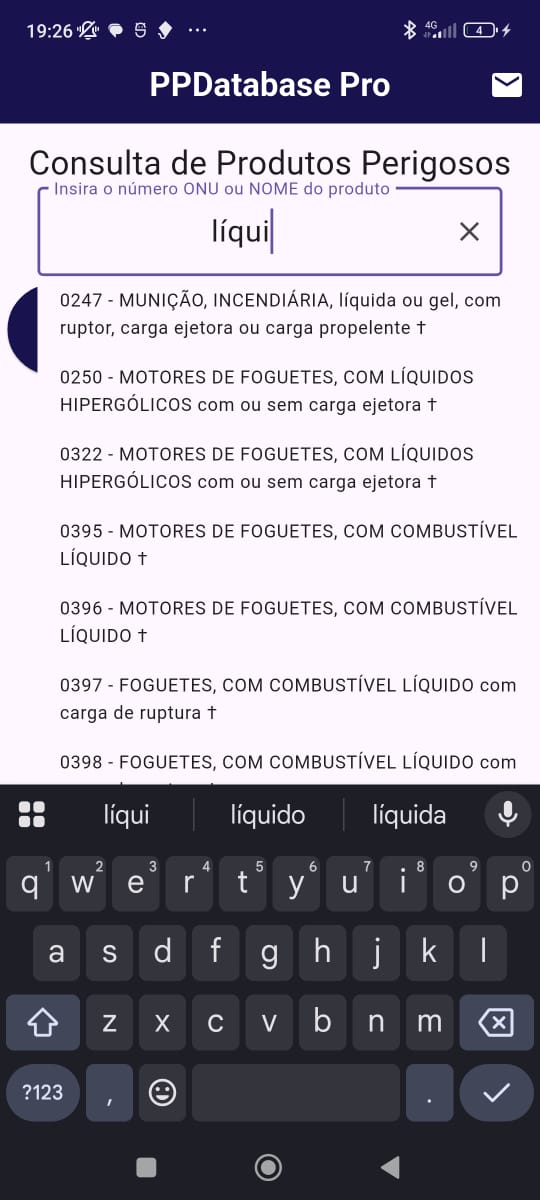 19:26
4G
4
PPDatabase Pro
Consulta de Produtos Perigosos
Insira o número ONU ou NOME do produto
líqui
0247 - MUNIÇÃO, INCENDIÁRIA, líquida ou gel, com
ruptor, carga ejetora ou carga propelente †
0250 - MOTORES DE FOGUETES, COM LÍQUIDOS
HIPERGÓLICOS com ou sem carga ejetora †
0322 - MOTORES DE FOGUETES, COM LÍQUIDOS
HIPERGÓLICOS com ou sem carga ejetora †
0395 - MOTORES DE FOGUETES, COM COMBUSTÍVEL
LÍQUIDO †
0396 - MOTORES DE FOGUETES, COM COMBUSTÍVEL
LÍQUIDO †
0397 - FOGUETES, COM COMBUSTÍVEL LÍQUIDO com
carga de ruptura †
0398 - FOGUETES, COM COMBUSTÍVEL LÍQUIDO com
líqui líquido líquida
1 2 3 4 5 6 7 8 9 0
q w e r t y u i o p
a s d f g h j k l
z x c v b n m
?123 , .